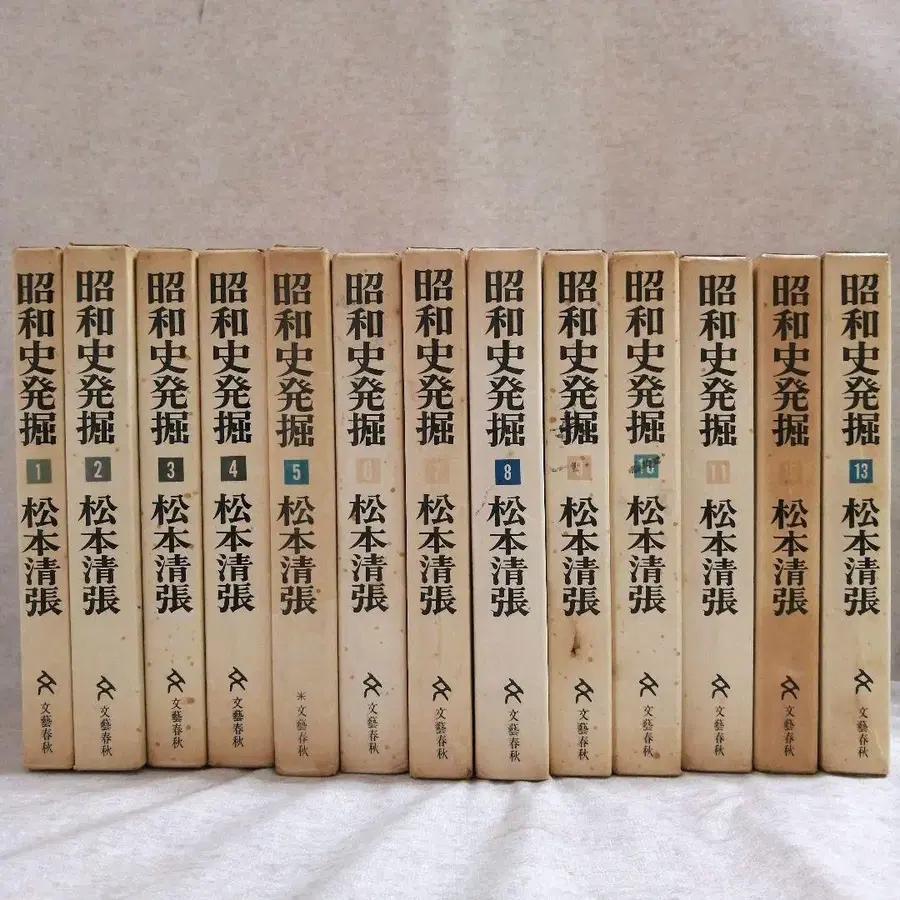 昭和史発掘 1 松本清張 文藝春秋
昭和史発掘 2 松本清張 文藝春秋
昭和史発掘 3 松本清張 文藝春秋
昭和史発掘 4 松本清張 文藝春秋
昭和史発掘 5 松本清張 文藝春秋
昭和史発掘 6 松本清張 文藝春秋
昭和史発掘 7 松本清張 文藝春秋
昭和史発掘 8 松本清張 文藝春秋
昭和史発掘 9 松本清張 文藝春秋
昭和史発掘 10 松本清張 文藝春秋
昭和史発掘 11 松本清張 文藝春秋
昭和史発掘 12 松本清張 文藝春秋
昭和史発掘 13 松本清張 文藝春秋